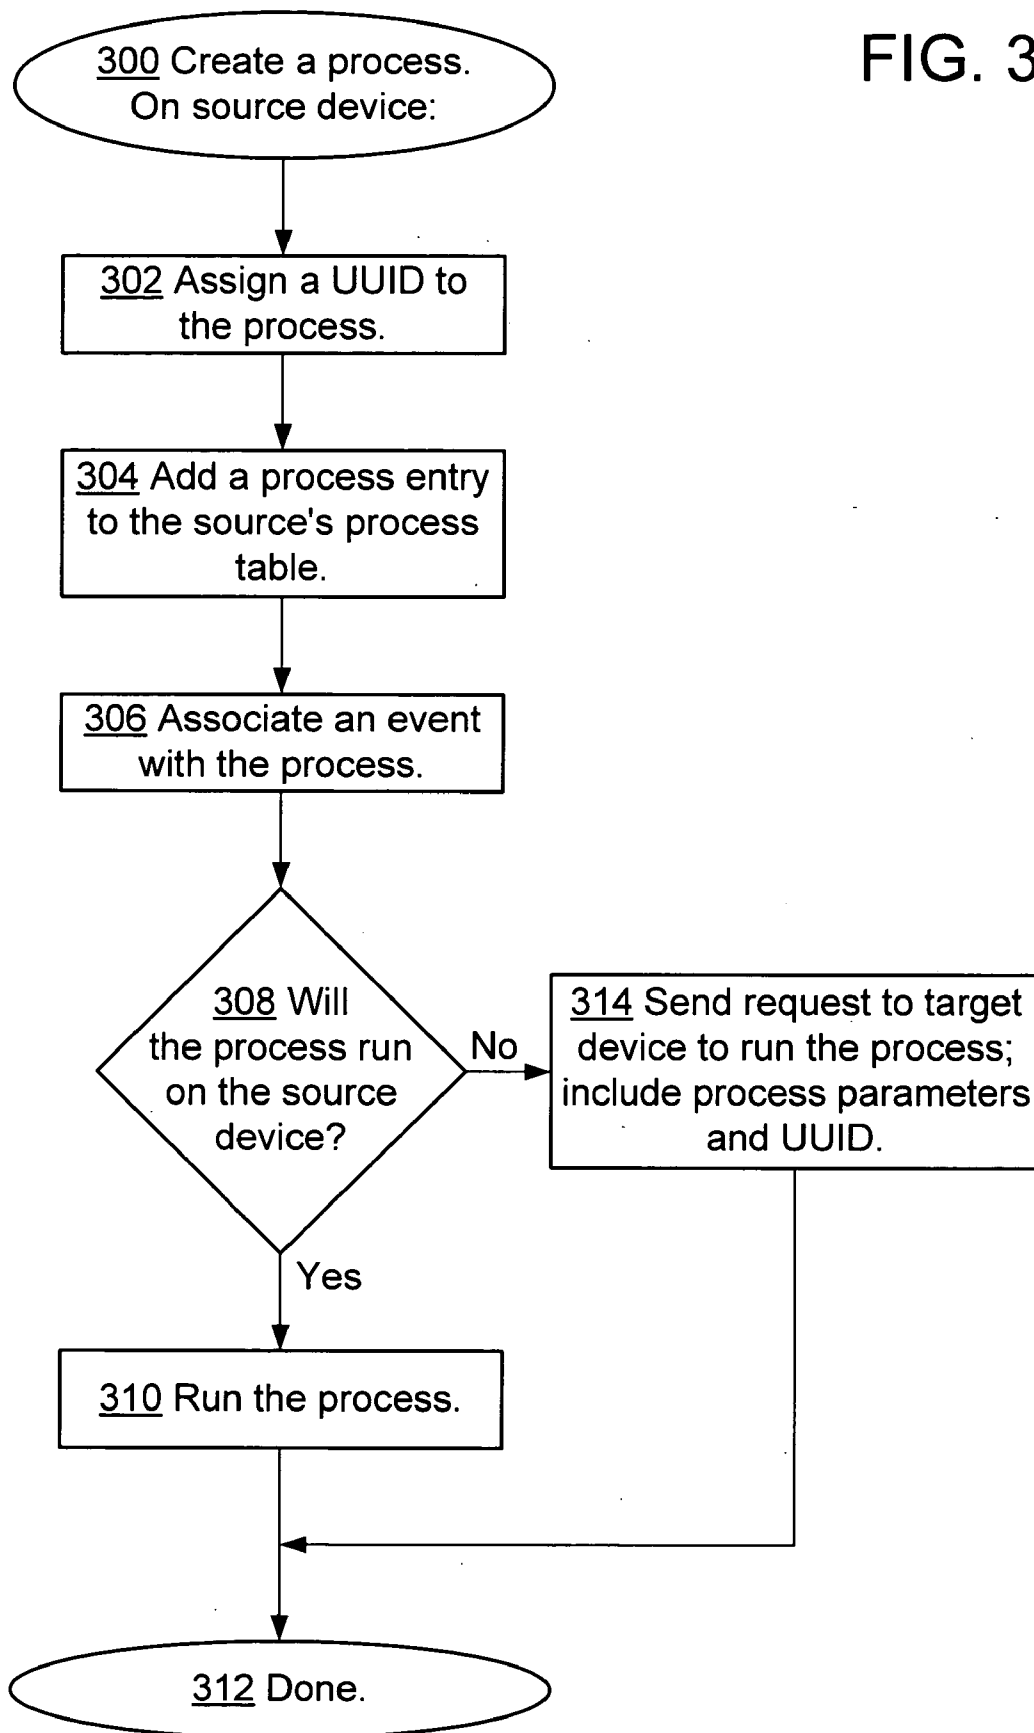 FIG. 3
300 Create a process.
On source device:
302 Assign a UUID to
the process.
304 Add a process entry
to the source's process
table.
306 Associate an event
with the process.
308 Will
the process run
on the source
device?
No
314 Send request to target
device to run the process;
include process parameters
and UUID.
Yes
310 Run the process.
312 Done.